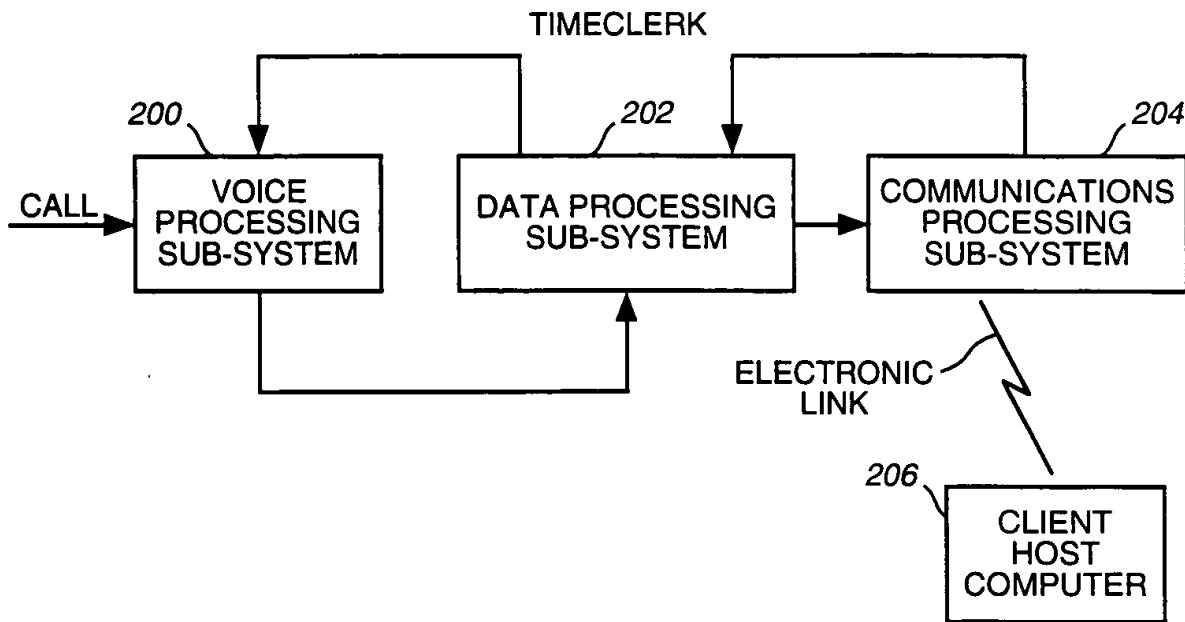 TIMECLERK
200
202
204
CALL
VOICE
PROCESSING
SUB-SYSTEM
DATA PROCESSING
SUB-SYSTEM
COMMUNICATIONS
PROCESSING
SUB-SYSTEM
ELECTRONIC
LINK
206
CLIENT
HOST
COMPUTER